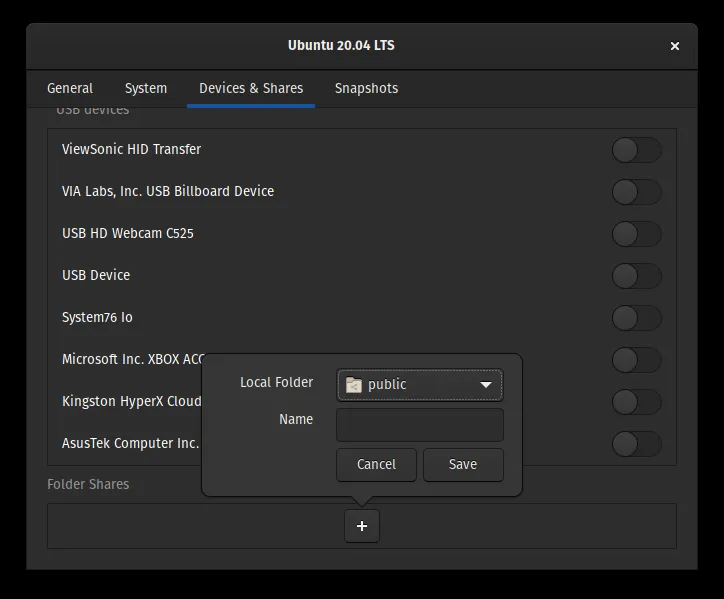 Ubuntu 20.04 LTS
General System Devices & Shares Snapshots
USB devices
ViewSonic HID Transfer
VIA Labs, Inc. USB Billboard Device
USB HD Webcam C525
USB Device
System76 Io
Microsoft Inc. XBOX ACC
Kingston HyperX Cloud
AsusTek Computer Inc.
Local Folder public
Name
Cancel Save
Folder Shares
+